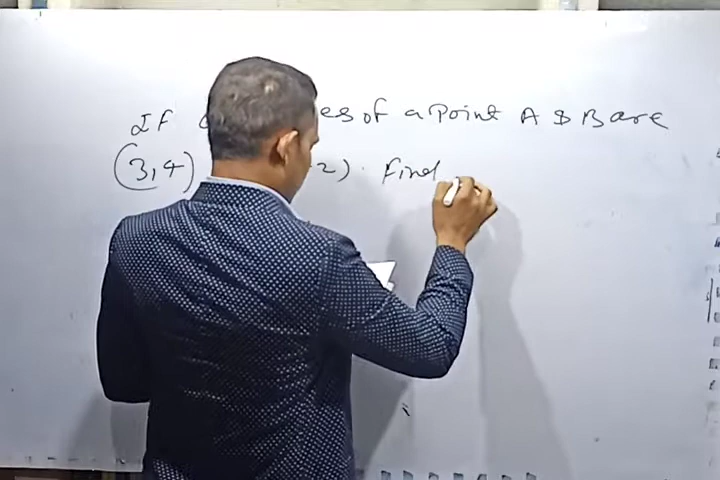 If es of a Point A & B are
(3,4) 2). Find